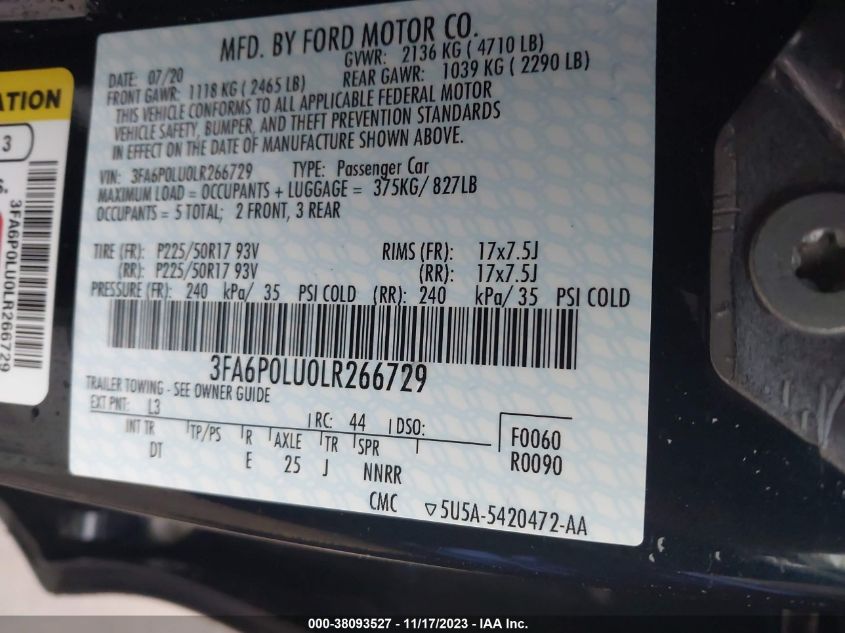 MFD. BY FORD MOTOR CO.
DATE: 07/20 GVWR: 2136 KG ( 4710 LB)
FRONT GAWR: 1118 KG ( 2465 LB) REAR GAWR: 1039 KG ( 2290 LB)
THIS VEHICLE CONFORMS TO ALL APPLICABLE FEDERAL MOTOR
VEHICLE SAFETY, BUMPER, AND THEFT PREVENTION STANDARDS
IN EFFECT ON THE DATE OF MANUFACTURE SHOWN ABOVE.
VIN: 3FA6P0LU0LR266729 TYPE: Passenger Car
MAXIMUM LOAD = OCCUPANTS + LUGGAGE = 375KG/ 827LB
OCCUPANTS = 5 TOTAL; 2 FRONT, 3 REAR
TIRE (FR): P225/50R17 93V RIMS (FR): 17x7.5J
(RR): P225/50R17 93V (RR): 17x7.5J
PRESSURE (FR): 240 kPa/ 35 PSI COLD (RR): 240 kPa/ 35 PSI COLD
3FA6P0LU0LR266729
TRAILER TOWING - SEE OWNER GUIDE
EXT PNT: L3 RC: 44 DSO:
INT TR TP/PS R AXLE TR SPR
DT E 25 J NNRR
F0060
R0090
CMC ▽5U5A-5420472-AA
ATION
3
3FA6P0LU0LR266729
000-38093527 - 11/17/2023 - IAA Inc.